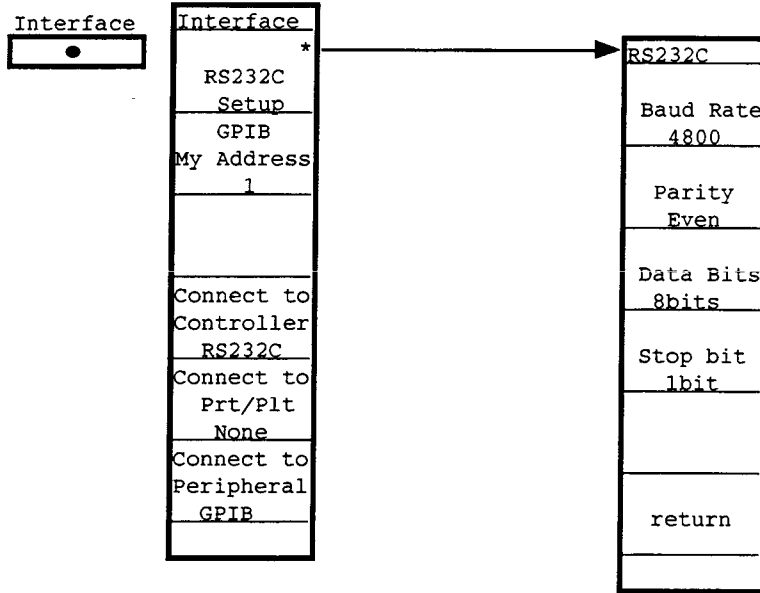 Interface
Interface
*
RS232C
Setup
GPIB
My Address
1
Connect to
Controller
RS232C
Connect to
Prt/Plt
None
Connect to
Peripheral
GPIB
RS232C
Baud Rate
4800
Parity
Even
Data Bits
8bits
Stop bit
1bit
return